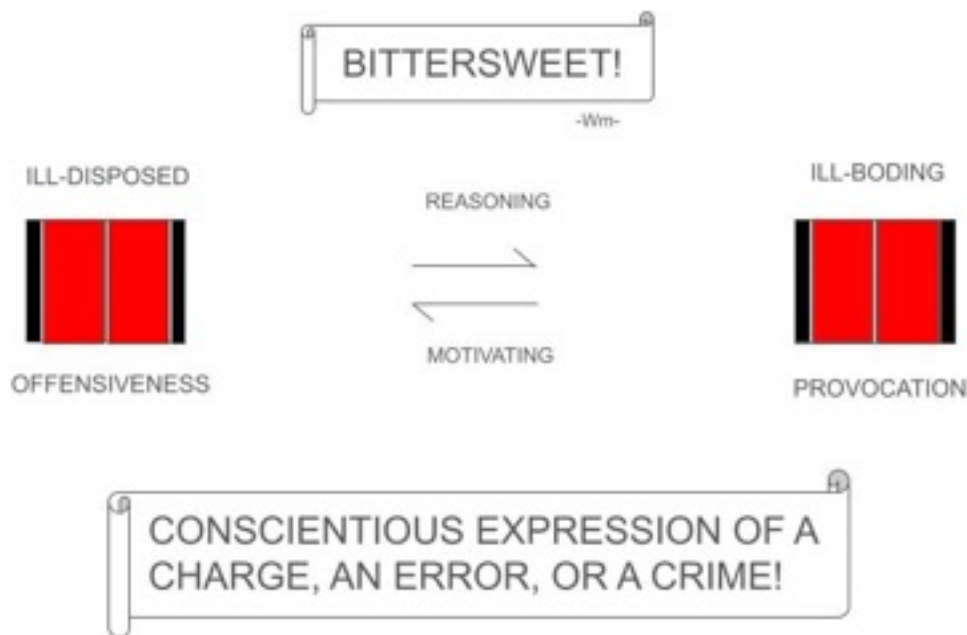 BITTERSWEET!
-Wm-
ILL-DISPOSED
ILL-BODING
REASONING
MOTIVATING
OFFENSIVENESS
PROVOCATION
CONSCIENTIOUS EXPRESSION OF A
CHARGE, AN ERROR, OR A CRIME!